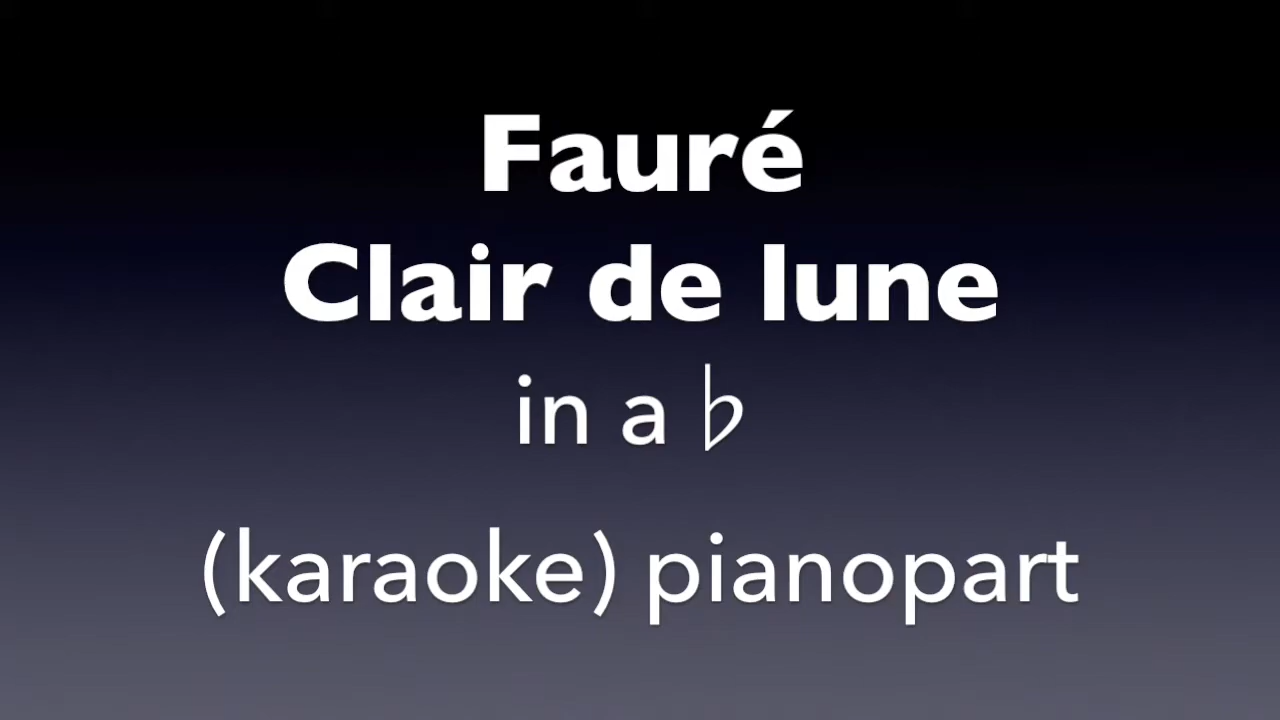 Fauré
Clair de lune
in a ♭
(karaoke) pianopart